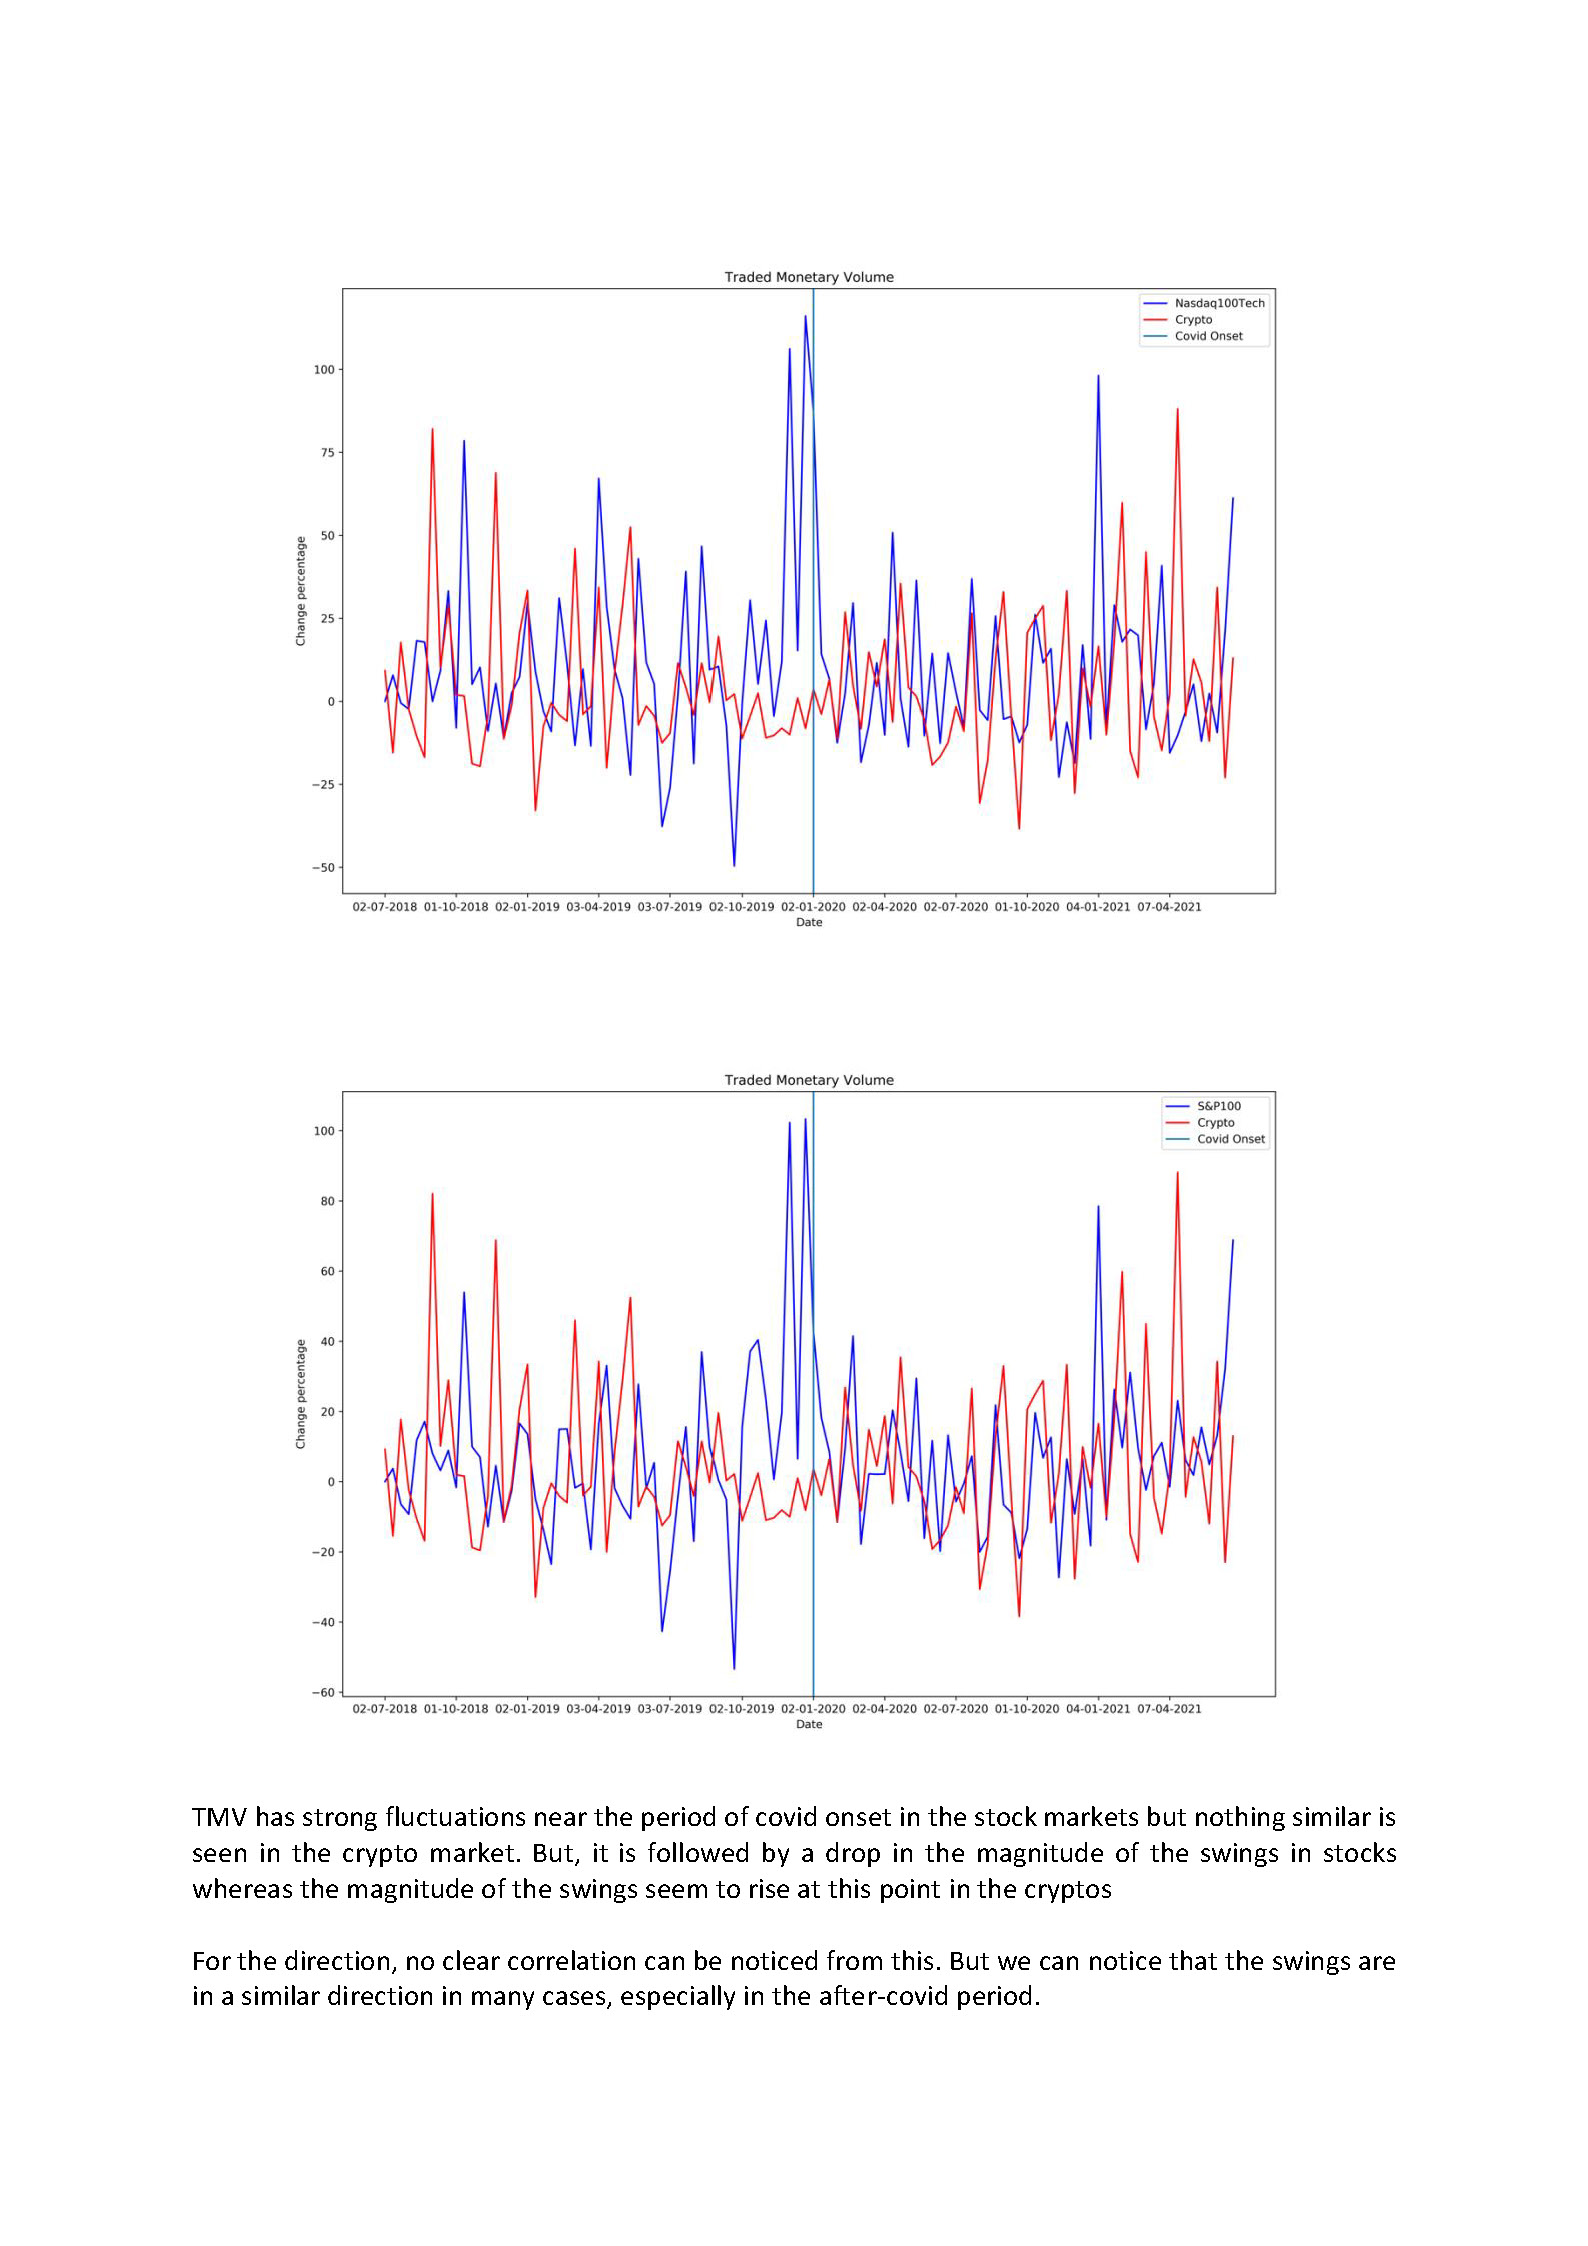 Traded Monetary Volume
Nasdaq100Tech
Crypto
Covid Onset
100
75
50
25
0
−25
−50
Change percentage
02-07-2018 01-10-2018 02-01-2019 03-04-2019 03-07-2019 02-10-2019 02-01-2020 02-04-2020 02-07-2020 01-10-2020 04-01-2021 07-04-2021
Date
Traded Monetary Volume
S&P100
Crypto
Covid Onset
100
80
60
40
20
0
−20
−40
−60
Change percentage
02-07-2018 01-10-2018 02-01-2019 03-04-2019 03-07-2019 02-10-2019 02-01-2020 02-04-2020 02-07-2020 01-10-2020 04-01-2021 07-04-2021
Date
TMV has strong fluctuations near the period of covid onset in the stock markets but nothing similar is
seen in the crypto market. But, it is followed by a drop in the magnitude of the swings in stocks
whereas the magnitude of the swings seem to rise at this point in the cryptos
For the direction, no clear correlation can be noticed from this. But we can notice that the swings are
in a similar direction in many cases, especially in the after-covid period.